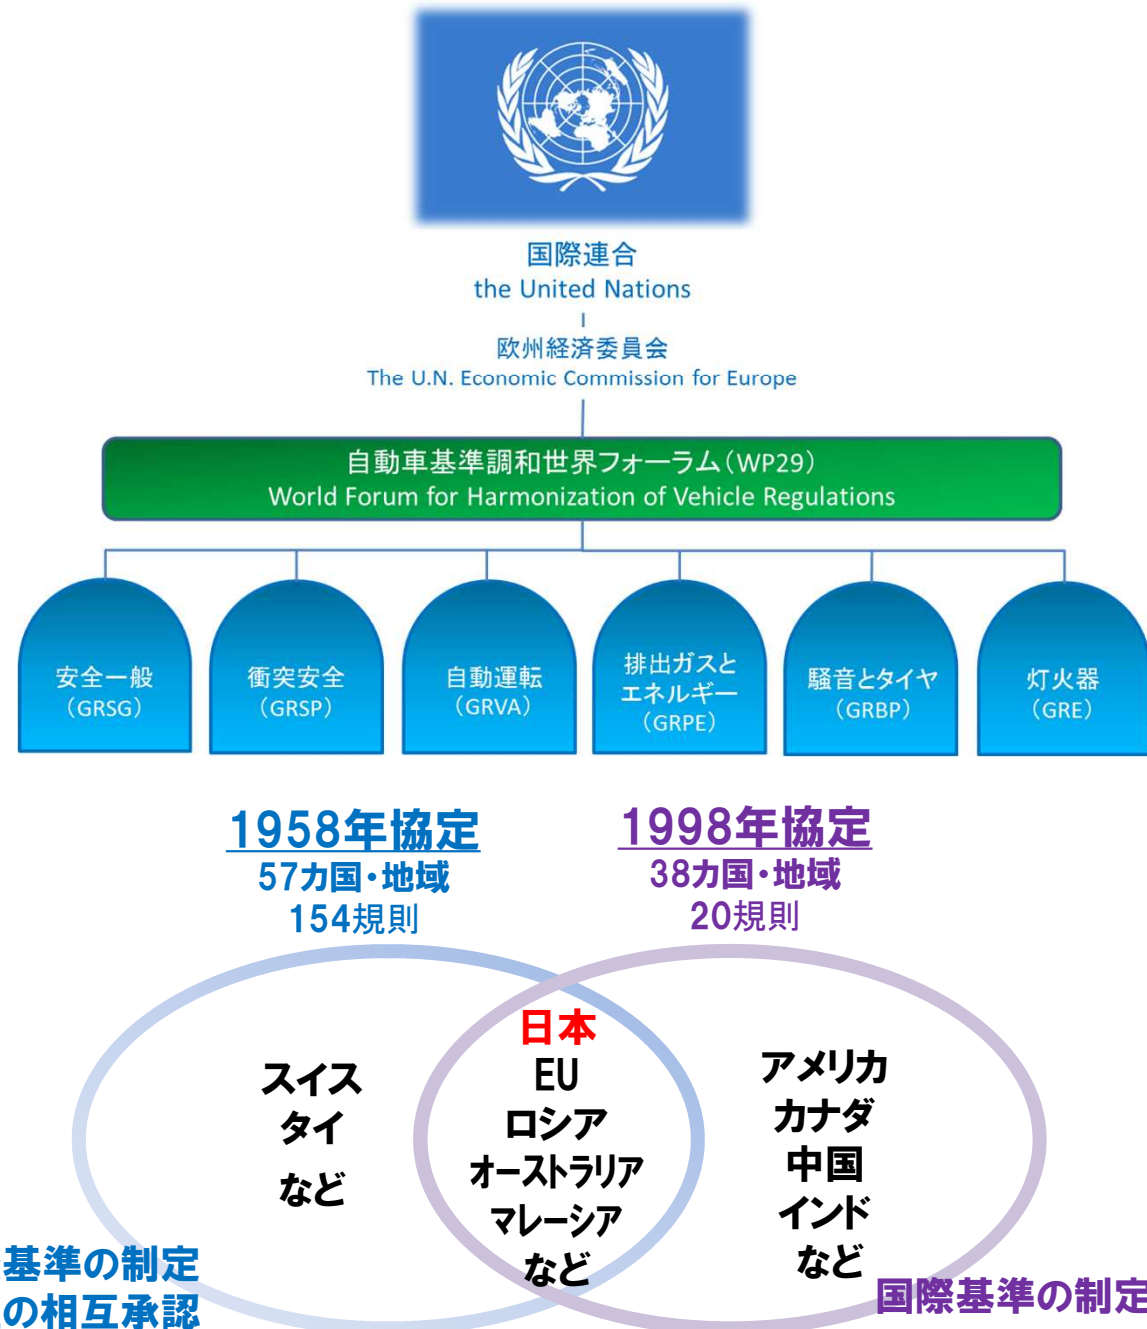 国際連合
the United Nations
欧州経済委員会
The U.N. Economic Commission for Europe
自動車基準調和世界フォーラム（WP29）
World Forum for Harmonization of Vehicle Regulations
安全一般
（GRSG）
衝突安全
（GRSP）
自動運転
（GRVA）
排出ガスと
エネルギー
（GRPE）
騒音とタイヤ
（GRBP）
灯火器
（GRE）
1958年協定
57カ国・地域
154規則
1998年協定
38カ国・地域
20規則
スイス
タイ
など
日本
EU
ロシア
オーストラリア
マレーシア
など
アメリカ
カナダ
中国
インド
など
基準の制定
の相互承認
国際基準の制定